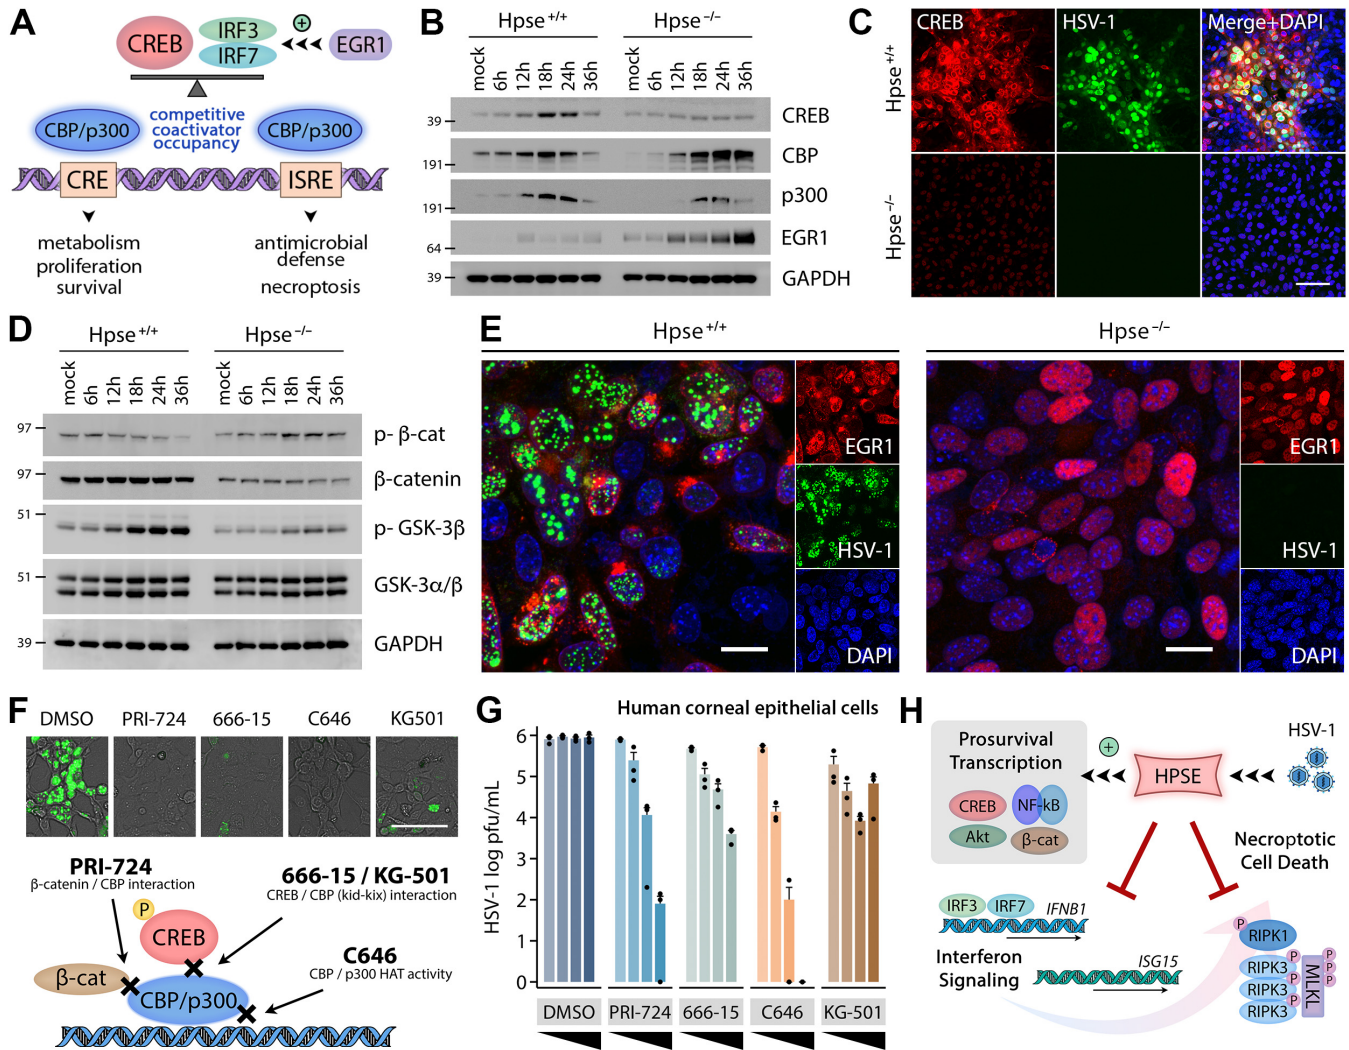 A
CREB
IRF3
IRF7
+
EGR1
CBP/p300
competitive
coactivator
occupancy
CBP/p300
CRE
ISRE
metabolism
proliferation
survival
antimicrobial
defense
necroptosis
B
Hpse+/+
Hpse−/−
mock 6h 12h 18h 24h 36h
mock 6h 12h 18h 24h 36h
39
CREB
191
CBP
191
p300
64
EGR1
39
GAPDH
C
CREB
HSV-1
Merge+DAPI
Hpse+/+
Hpse−/−
D
Hpse+/+
Hpse−/−
mock 6h 12h 18h 24h 36h
mock 6h 12h 18h 24h 36h
97
p- β-cat
97
β-catenin
51
p- GSK-3β
51
GSK-3α/β
39
GAPDH
E
Hpse+/+
Hpse−/−
EGR1
HSV-1
DAPI
EGR1
HSV-1
DAPI
F
DMSO
PRI-724
666-15
C646
KG501
PRI-724
β-catenin / CBP interaction
666-15 / KG-501
CREB / CBP (kid-kix) interaction
C646
CBP / p300 HAT activity
P
CREB
β-cat
CBP/p300
G
Human corneal epithelial cells
HSV-1 log pfu/mL
6
5
4
3
2
1
0
DMSO
PRI-724
666-15
C646
KG-501
H
Prosurvival
Transcription
CREB
NF-kB
Akt
β-cat
+
HPSE
HSV-1
Necroptotic
Cell Death
IRF3
IRF7
IFNB1
Interferon
Signaling
ISG15
P
RIPK1
RIPK3
RIPK3
RIPK3
P
P
P
MLKL
P
P
P